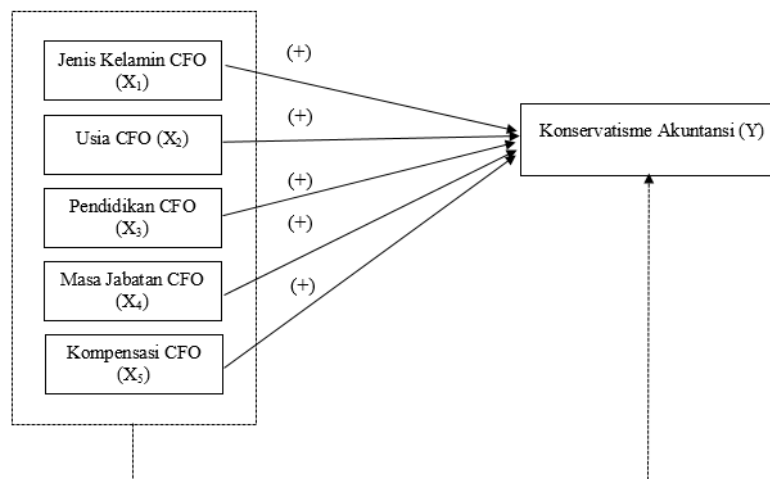 Jenis Kelamin CFO
(X₁)
(+)
Usia CFO (X₂)
(+)
Konservatisme Akuntansi (Y)
Pendidikan CFO
(X₃)
(+)
Masa Jabatan CFO
(X₄)
(+)
Kompensasi CFO
(X₅)
(+)